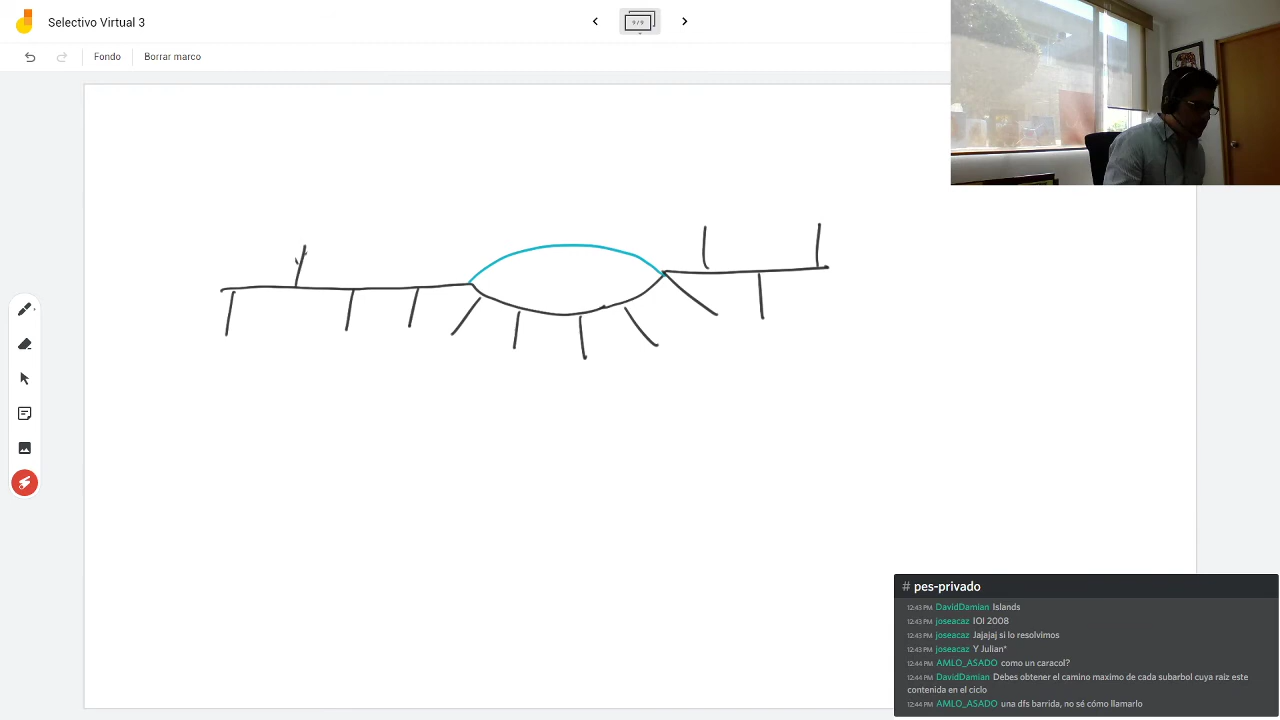 Selectivo Virtual 3
9 / 9
Fondo
Borrar marco
# pes-privado
12:43 PM DavidDamian Islands
12:43 PM joseacaz IOI 2008
12:43 PM joseacaz Jajajaj si lo resolvimos
12:43 PM joseacaz Y Julian*
12:44 PM AMLO_ASADO como un caracol?
12:44 PM DavidDamian Debes obtener el camino maximo de cada subarbol cuya raiz este
contenida en el ciclo
12:44 PM AMLO_ASADO una dfs barrida, no sé cómo llamarlo